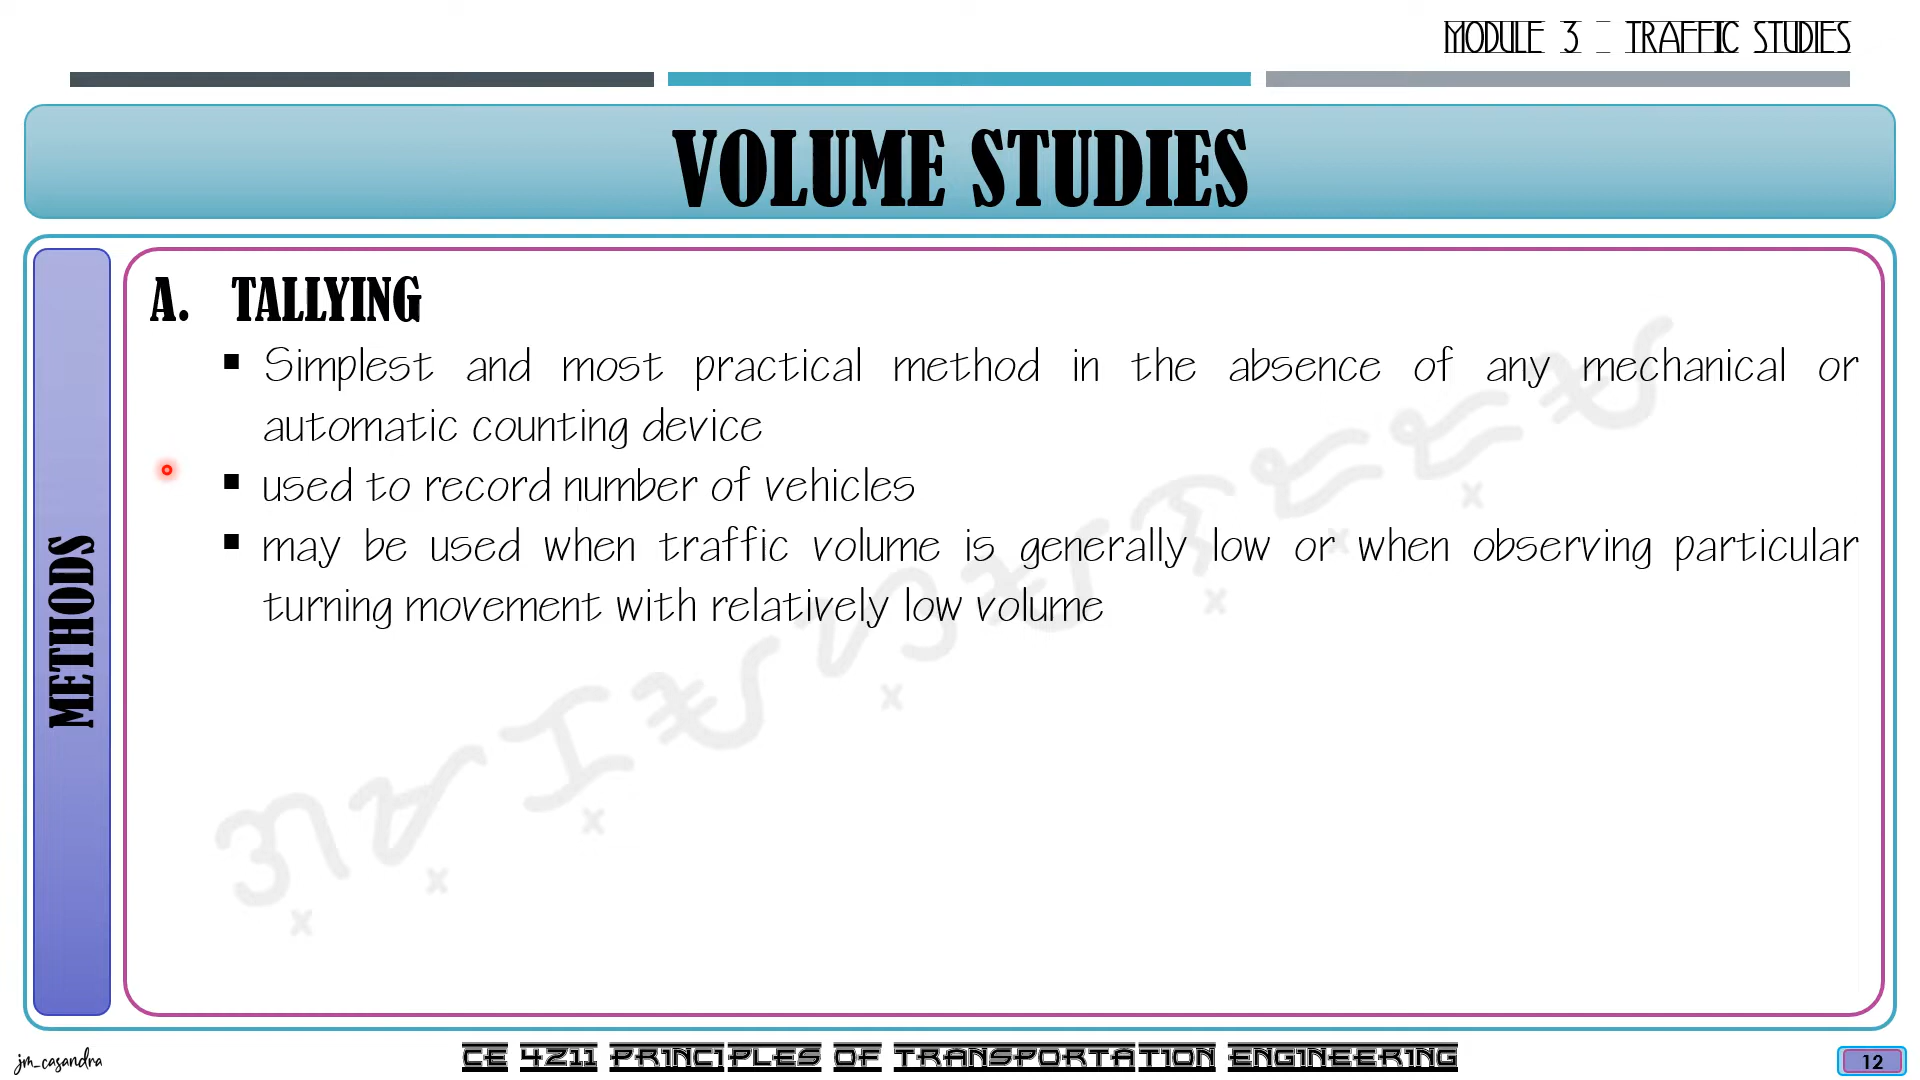 MODULE 3 - TRAFFIC STUDIES
VOLUME STUDIES
METHODS
A. TALLYING
▪ Simplest and most practical method in the absence of any mechanical or
automatic counting device
▪ used to record number of vehicles
▪ may be used when traffic volume is generally low or when observing particular
turning movement with relatively low volume
jm_casandra
CE 4211 PRINCIPLES OF TRANSPORTATION ENGINEERING
12